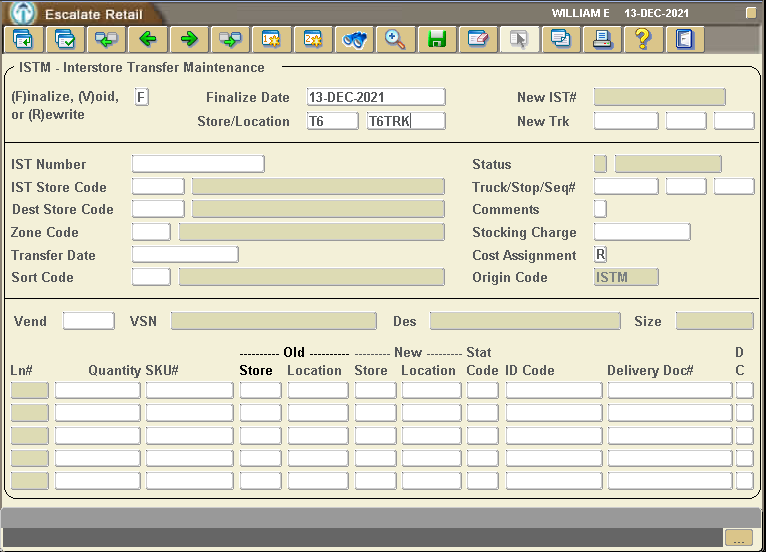 Escalate Retail WILLIAM E 13-DEC-2021
ISTM - Interstore Transfer Maintenance
(F)inalize, (V)oid, or (R)ewrite F Finalize Date 13-DEC-2021 New IST#
Store/Location T6 T6TRK New Trk
IST Number Status
IST Store Code Truck/Stop/Seq#
Dest Store Code Comments
Zone Code Stocking Charge
Transfer Date Cost Assignment R
Sort Code Origin Code ISTM
Vend VSN Des Size
---------- Old ---------- --------- New --------- Stat D
Ln# Quantity SKU# Store Location Store Location Code ID Code Delivery Doc# C
...